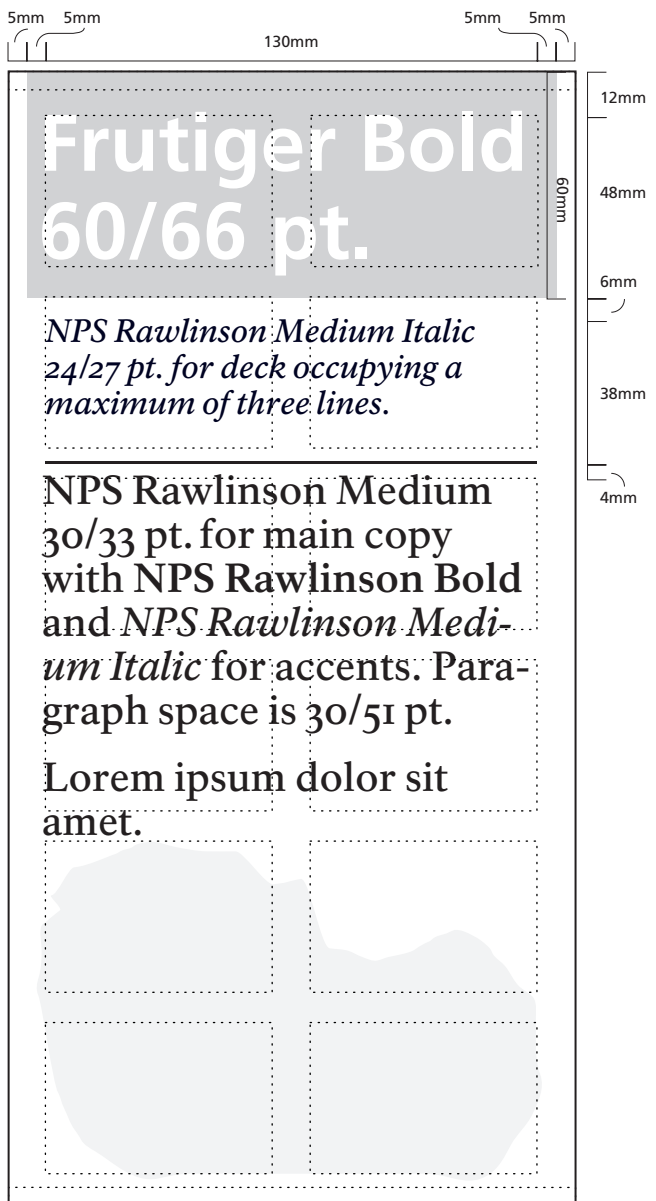 5mm 5mm 5mm 5mm
130mm
12mm
Frutiger Bold
60/66 pt.
60mm
48mm
6mm
NPS Rawlinson Medium Italic
24/27 pt. for deck occupying a
maximum of three lines.
38mm
4mm
NPS Rawlinson Medium
30/33 pt. for main copy
with NPS Rawlinson Bold
and NPS Rawlinson Medi-
um Italic for accents. Para-
graph space is 30/51 pt.
Lorem ipsum dolor sit
amet.